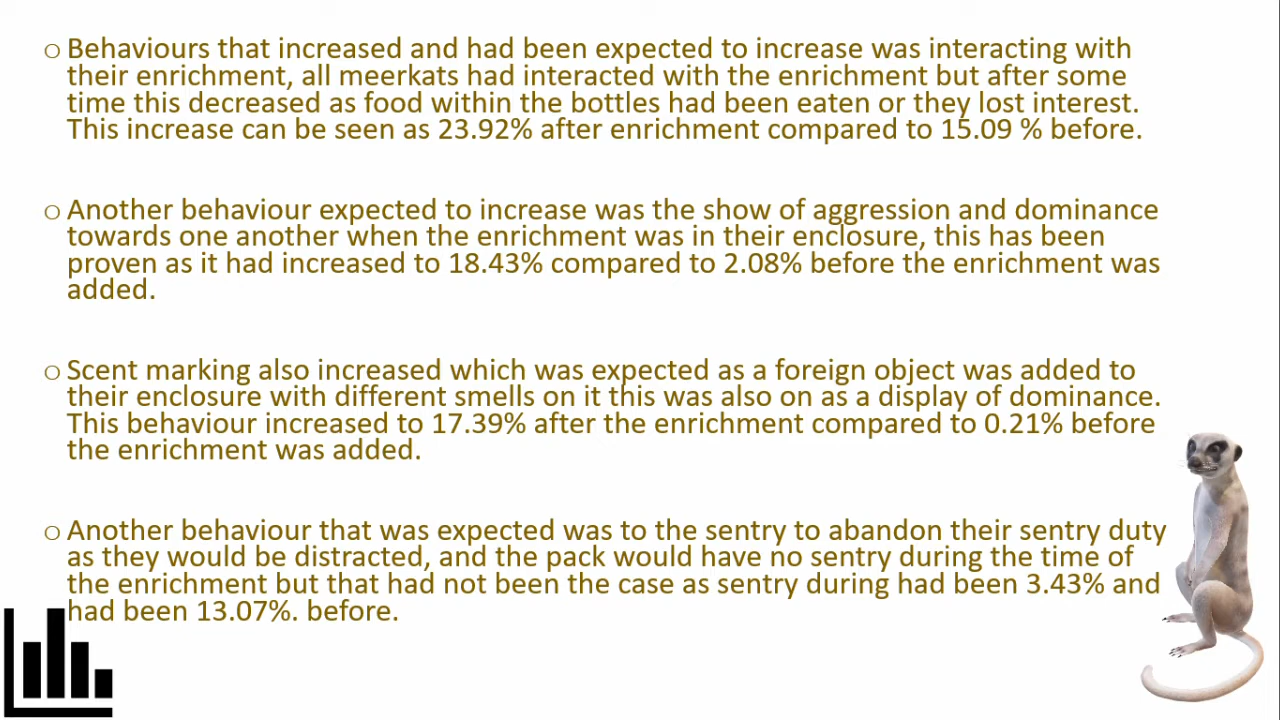 ○ Behaviours that increased and had been expected to increase was interacting with
their enrichment, all meerkats had interacted with the enrichment but after some
time this decreased as food within the bottles had been eaten or they lost interest.
This increase can be seen as 23.92% after enrichment compared to 15.09 % before.
○ Another behaviour expected to increase was the show of aggression and dominance
towards one another when the enrichment was in their enclosure, this has been
proven as it had increased to 18.43% compared to 2.08% before the enrichment was
added.
○ Scent marking also increased which was expected as a foreign object was added to
their enclosure with different smells on it this was also on as a display of dominance.
This behaviour increased to 17.39% after the enrichment compared to 0.21% before
the enrichment was added.
○ Another behaviour that was expected was to the sentry to abandon their sentry duty
as they would be distracted, and the pack would have no sentry during the time of
the enrichment but that had not been the case as sentry during had been 3.43% and
had been 13.07%. before.